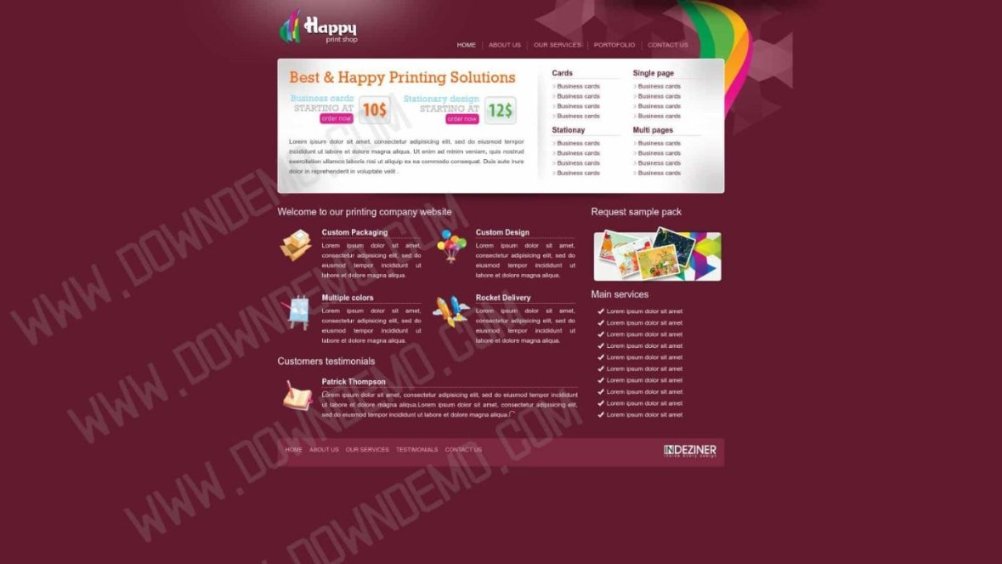 Happy
print shop
HOME
ABOUT US
OUR SERVICES
PORTOFOLIO
CONTACT US
Best & Happy Printing Solutions
Business cards
STARTING AT
order now
10$
Stationary design
STARTING AT
order now
12$
Lorem ipsum dolor sit amet, consectetur adipisicing elit, sed do eiusmod tempor
incididunt ut labore et dolore magna aliqua. Ut enim ad minim veniam, quis nostrud
exercitation ullamco laboris nisi ut aliquip ex ea commodo consequat. Duis aute irure
dolor in reprehenderit in voluptate velit
Cards
Business cards
Business cards
Business cards
Business cards
Single page
Business cards
Business cards
Business cards
Business cards
Stationay
Business cards
Business cards
Business cards
Business cards
Multi pages
Business cards
Business cards
Business cards
Business cards
Welcome to our printing company website
Custom Packaging
Lorem ipsum dolor sit amet,
consectetur adipisicing elit, sed do
eiusmod tempor incididunt ut
labore et dolore magna aliqua.
Custom Design
Lorem ipsum dolor sit amet,
consectetur adipisicing elit, sed do
eiusmod tempor incididunt ut
labore et dolore magna aliqua.
Multiple colors
Lorem ipsum dolor sit amet,
consectetur adipisicing elit, sed do
eiusmod tempor incididunt ut
labore et dolore magna aliqua.
Rocket Delivery
Lorem ipsum dolor sit amet,
consectetur adipisicing elit, sed do
eiusmod tempor incididunt ut
labore et dolore magna aliqua.
Customers testimonials
Patrick Thompson
Lorem ipsum dolor sit amet, consectetur adipisicing elit, sed do eiusmod tempor incididunt
ut labore et dolore magna aliqua.Lorem ipsum dolor sit amet, consectetur adipisicing elit,
sed do eiusmod tempor incididunt ut labore et dolore magna aliqua.
Request sample pack
Main services
Lorem ipsum dolor sit amet
Lorem ipsum dolor sit amet
Lorem ipsum dolor sit amet
Lorem ipsum dolor sit amet
Lorem ipsum dolor sit amet
Lorem ipsum dolor sit amet
Lorem ipsum dolor sit amet
Lorem ipsum dolor sit amet
Lorem ipsum dolor sit amet
Lorem ipsum dolor sit amet
HOME
ABOUT US
OUR SERVICES
TESTIMONIALS
CONTACT US
INDEZINER
WWW.DOWNDEMO.COM
WWW.DOWNDEMO.COM
WWW.DOWNDEMO.COM
WWW.DOWNDEMO.COM